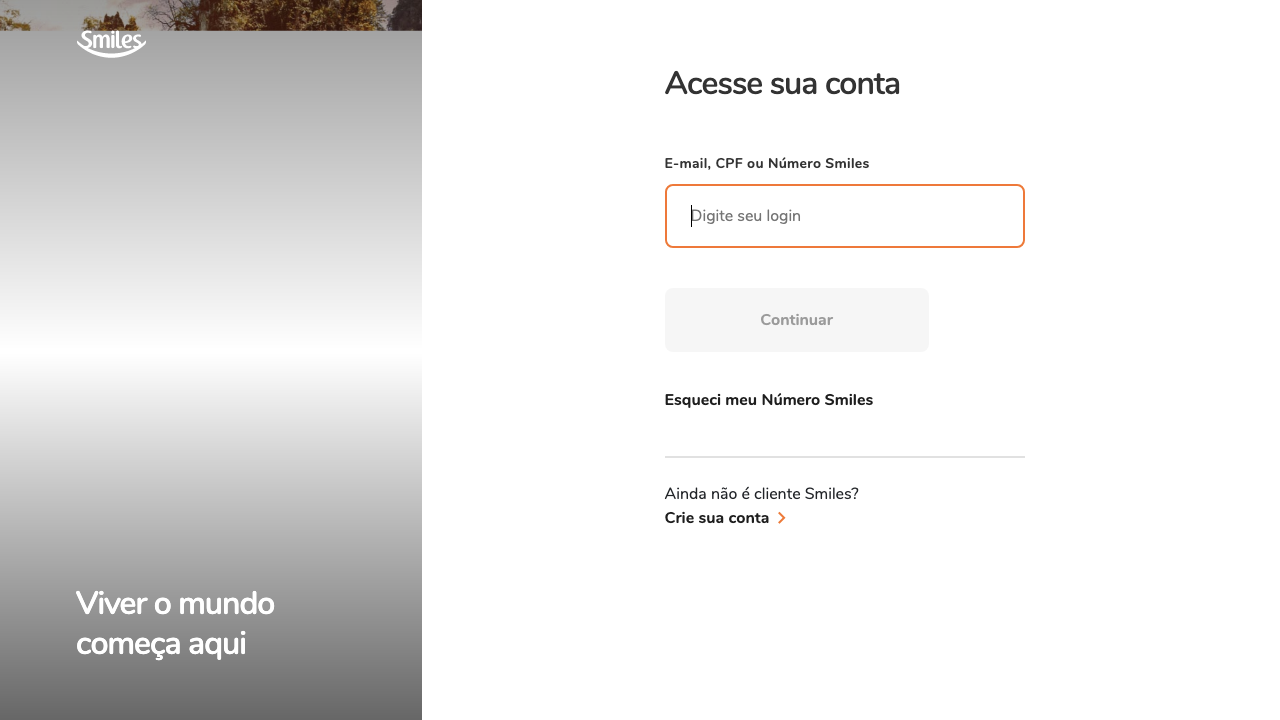 Smiles
Viver o mundo
começa aqui
Acesse sua conta
E-mail, CPF ou Número Smiles
Digite seu login
Continuar
Esqueci meu Número Smiles
Ainda não é cliente Smiles?
Crie sua conta